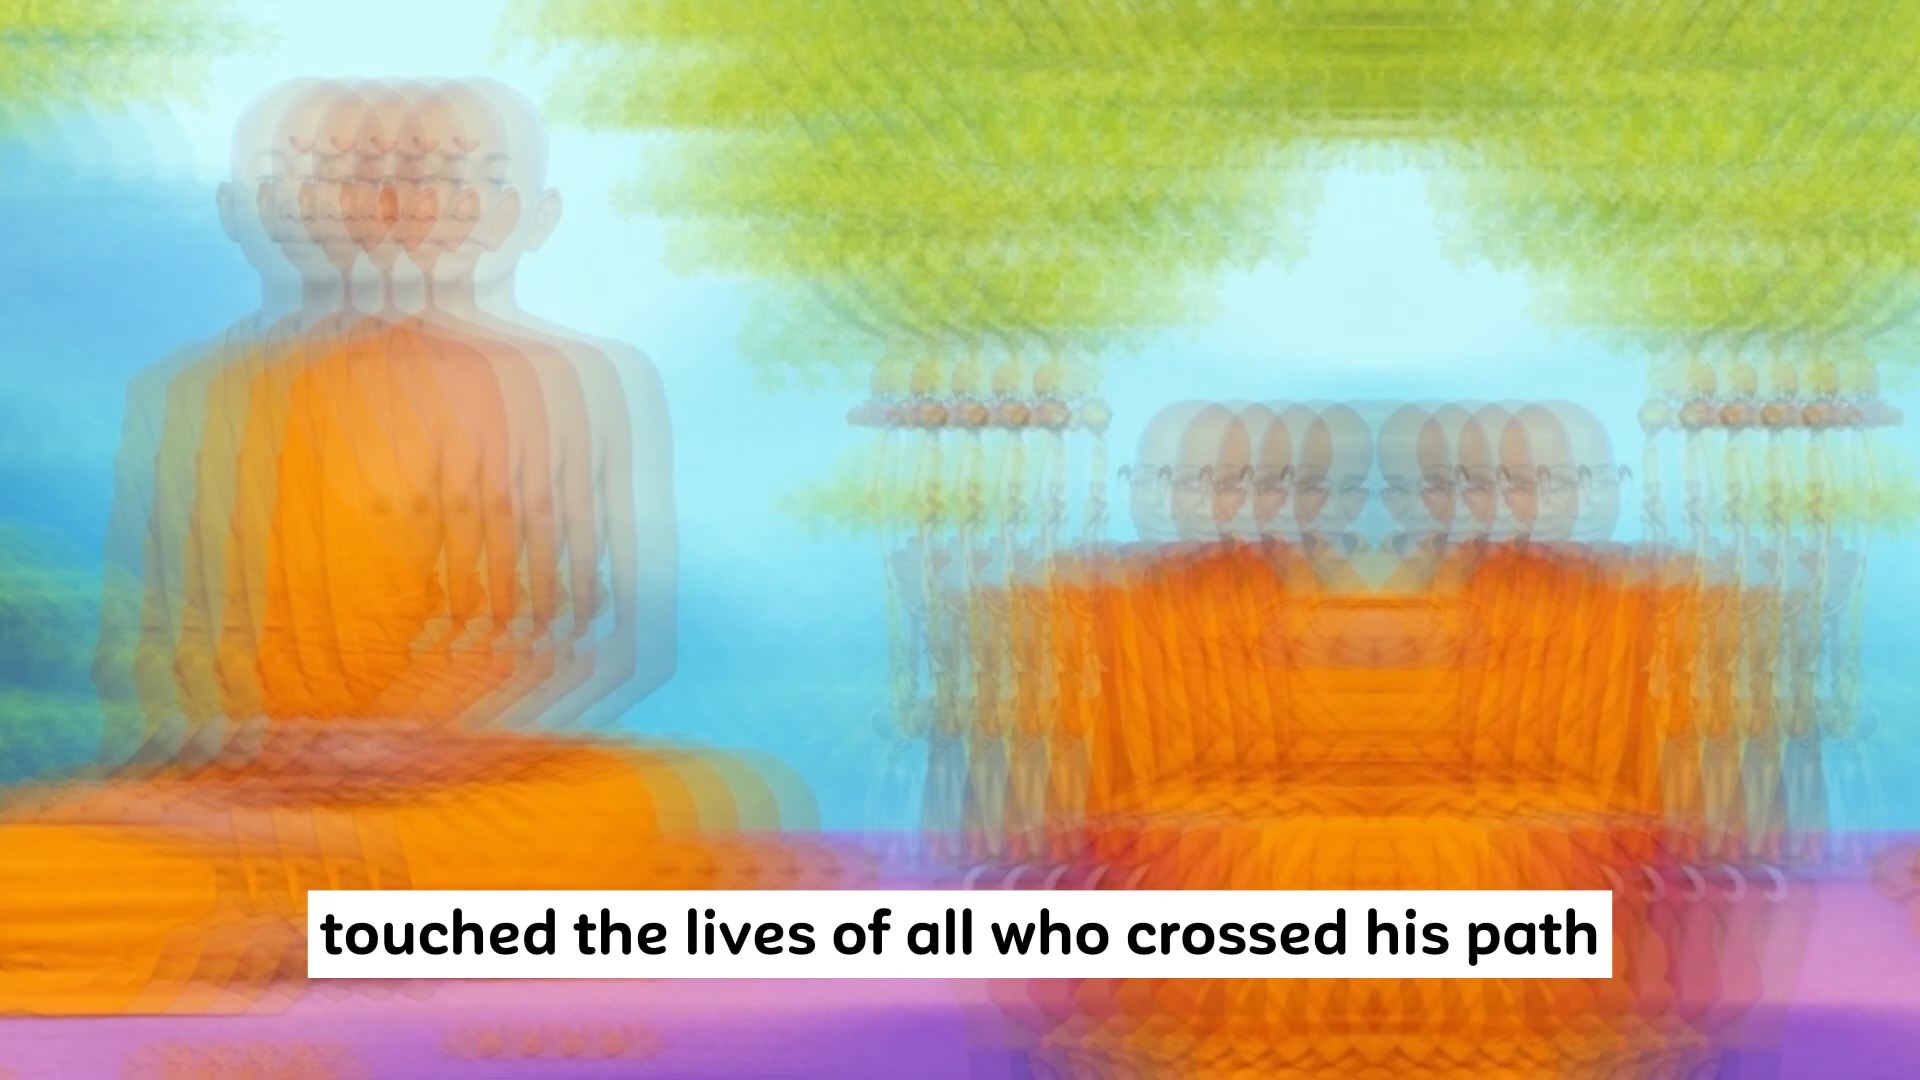 touched the lives of all who crossed his path